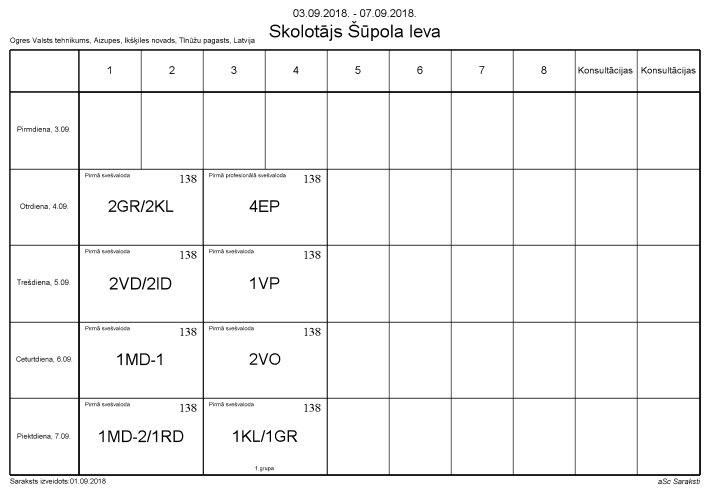 03.09.2018. - 07.09.2018.
Skolotājs Šūpola Ieva
Ogres Valsts tehnikums, Aizupes, Ikšķiles novads, Tīnūžu pagasts, Latvija
1 2 3 4 5 6 7 8 Konsultācijas Konsultācijas
Pirmdiena, 3.09.
Pirmā svešvaloda 138 Pirmā profesionālā svešvaloda 138
Otrdiena, 4.09. 2GR/2KL 4EP
Pirmā svešvaloda 138 Pirmā svešvaloda 138
Trešdiena, 5.09. 2VD/2ID 1VP
Pirmā svešvaloda 138 Pirmā svešvaloda 138
Ceturtdiena, 6.09. 1MD-1 2VO
Pirmā svešvaloda 138 Pirmā svešvaloda 138
Piektdiena, 7.09. 1MD-2/1RD 1KL/1GR
1.grupa
Saraksts izveidots:01.09.2018 aSc Saraksti